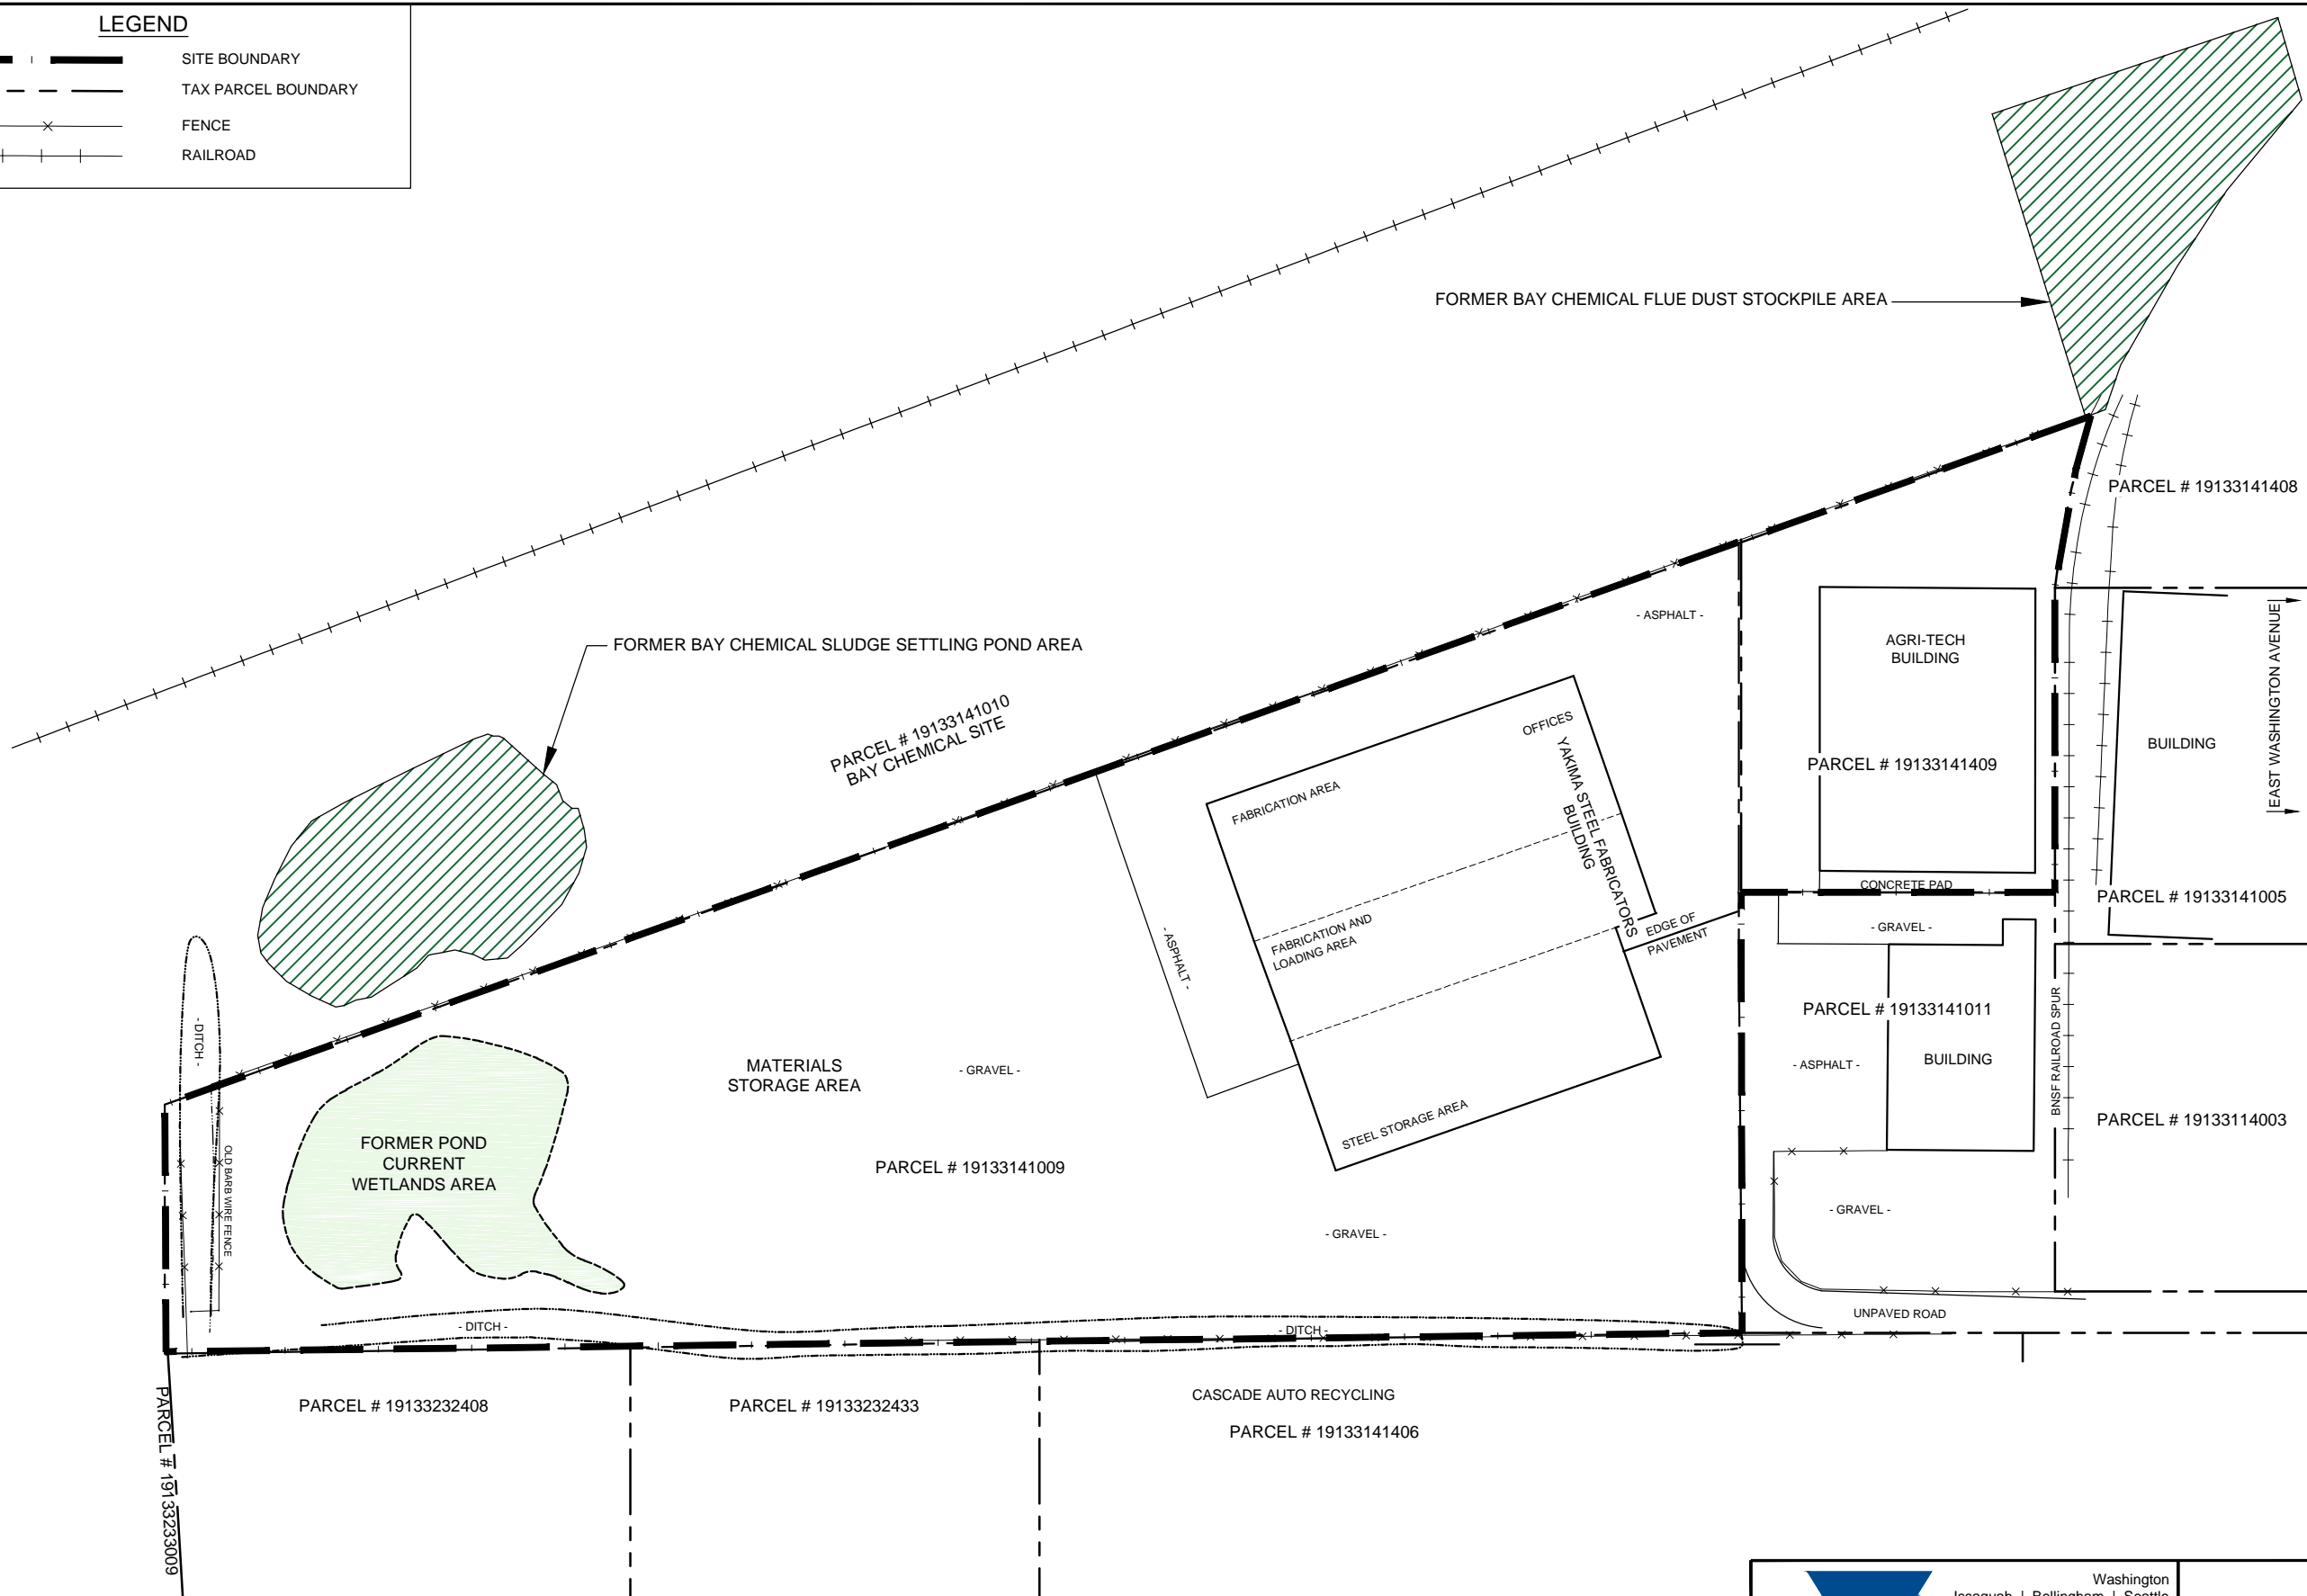 LEGEND
SITE BOUNDARY
TAX PARCEL BOUNDARY
FENCE
RAILROAD
FORMER BAY CHEMICAL FLUE DUST STOCKPILE AREA
PARCEL # 19133141408
FORMER BAY CHEMICAL SLUDGE SETTLING POND AREA
PARCEL # 19133141010
BAY CHEMICAL SITE
- ASPHALT -
AGRI-TECH
BUILDING
PARCEL # 19133141409
BUILDING
EAST WASHINGTON AVENUE
OFFICES
YAKIMA STEEL FABRICATORS
BUILDING
FABRICATION AREA
FABRICATION AND
LOADING AREA
STEEL STORAGE AREA
- ASPHALT -
EDGE OF
PAVEMENT
CONCRETE PAD
PARCEL # 19133141005
- GRAVEL -
PARCEL # 19133141011
- ASPHALT -
BUILDING
BNSF RAILROAD SPUR
PARCEL # 19133114003
- GRAVEL -
UNPAVED ROAD
- DITCH -
OLD BARB WIRE FENCE
FORMER POND
CURRENT
WETLANDS AREA
MATERIALS
STORAGE AREA
- GRAVEL -
PARCEL # 19133141009
- GRAVEL -
- DITCH -
- DITCH -
PARCEL # 19133233009
PARCEL # 19133232408
PARCEL # 19133232433
CASCADE AUTO RECYCLING
PARCEL # 19133141406
Washington
Issaquah | Bellingham | Seattle